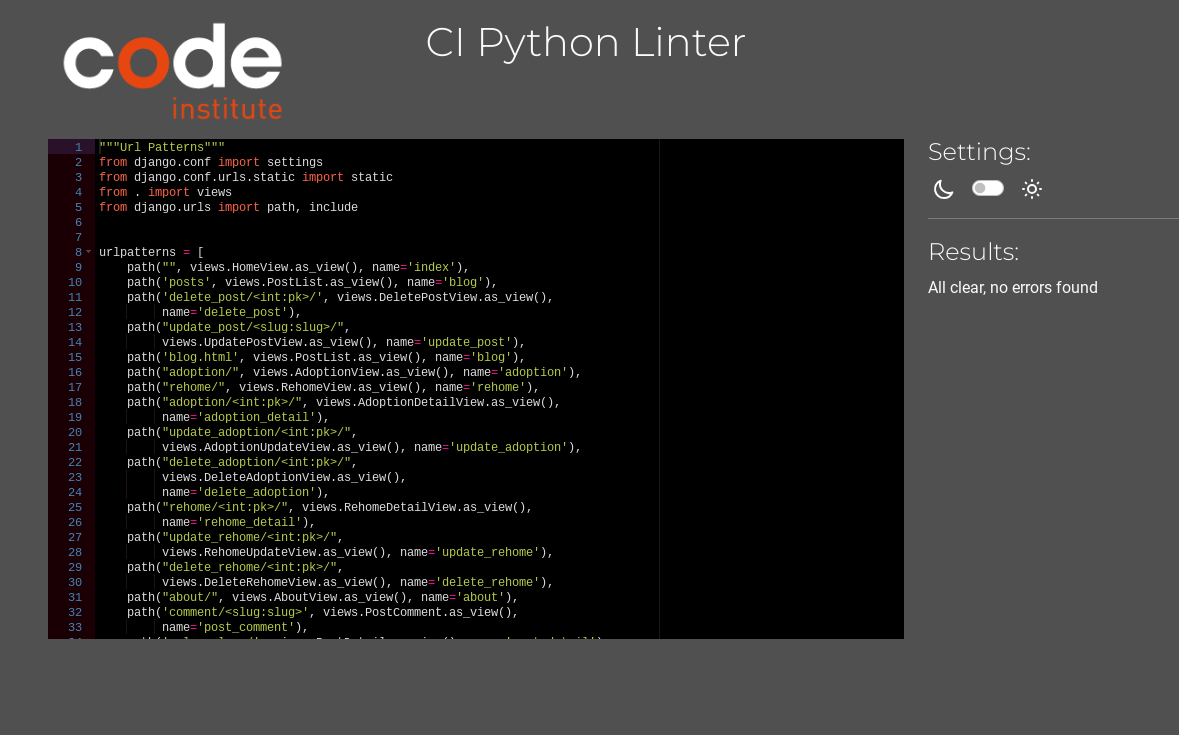 code
institute
CI Python Linter
1 """Url Patterns"""
2 from django.conf import settings
3 from django.conf.urls.static import static
4 from . import views
5 from django.urls import path, include
6
7
8 urlpatterns = [
9 path("", views.HomeView.as_view(), name='index'),
10 path('posts', views.PostList.as_view(), name='blog'),
11 path('delete_post/<int:pk>/', views.DeletePostView.as_view(),
12 name='delete_post'),
13 path("update_post/<slug:slug>/",
14 views.UpdatePostView.as_view(), name='update_post'),
15 path('blog.html', views.PostList.as_view(), name='blog'),
16 path("adoption/", views.AdoptionView.as_view(), name='adoption'),
17 path("rehome/", views.RehomeView.as_view(), name='rehome'),
18 path("adoption/<int:pk>/", views.AdoptionDetailView.as_view(),
19 name='adoption_detail'),
20 path("update_adoption/<int:pk>/",
21 views.AdoptionUpdateView.as_view(), name='update_adoption'),
22 path("delete_adoption/<int:pk>/",
23 views.DeleteAdoptionView.as_view(),
24 name='delete_adoption'),
25 path("rehome/<int:pk>/", views.RehomeDetailView.as_view(),
26 name='rehome_detail'),
27 path("update_rehome/<int:pk>/",
28 views.RehomeUpdateView.as_view(), name='update_rehome'),
29 path("delete_rehome/<int:pk>/",
30 views.DeleteRehomeView.as_view(), name='delete_rehome'),
31 path("about/", views.AboutView.as_view(), name='about'),
32 path('comment/<slug:slug>', views.PostComment.as_view(),
33 name='post_comment'),
Settings:
Results:
All clear, no errors found